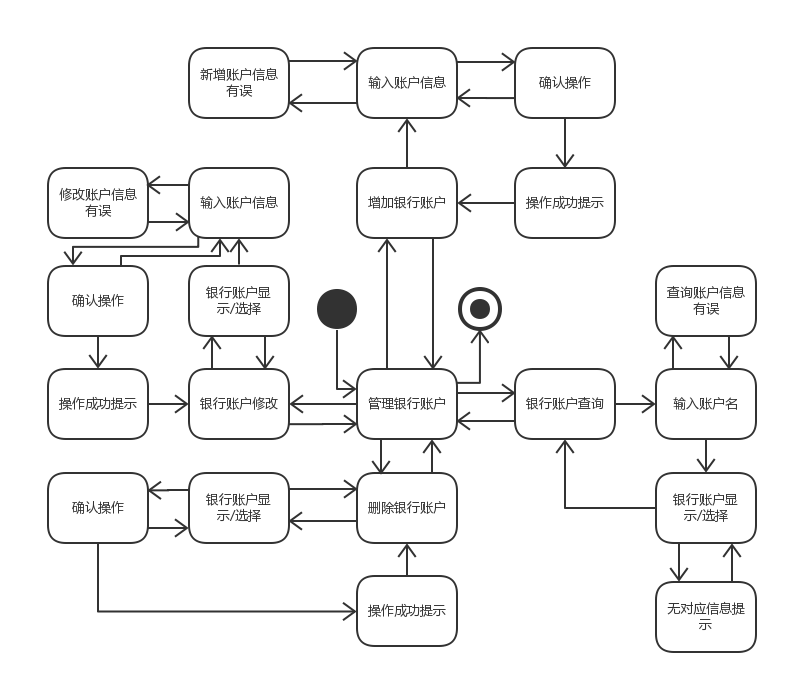 新增账户信息
有误
输入账户信息
确认操作
修改账户信息
有误
输入账户信息
增加银行账户
操作成功提示
确认操作
银行账户显
示/选择
查询账户信息
有误
操作成功提示
银行账户修改
管理银行账户
银行账户查询
输入账户名
确认操作
银行账户显
示/选择
删除银行账户
银行账户显
示/选择
操作成功提示
无对应信息提
示